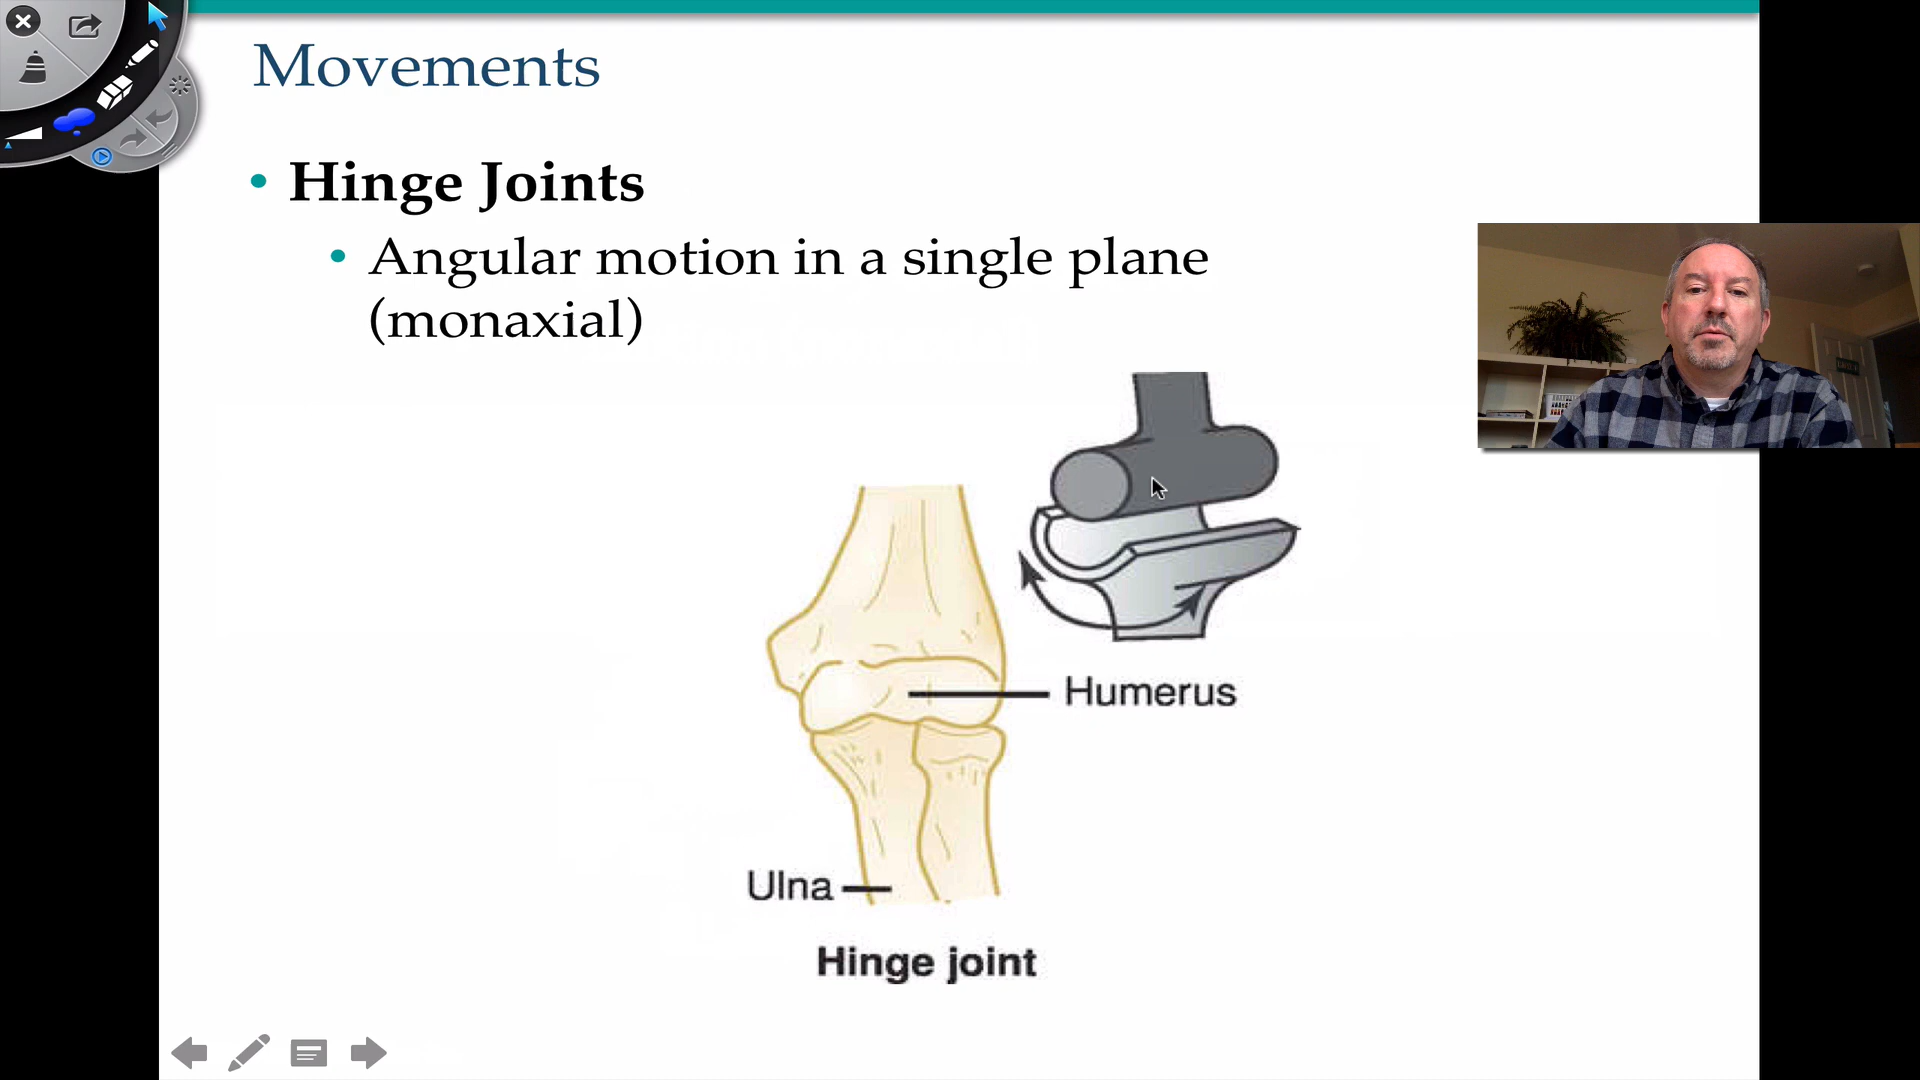 Movements
• Hinge Joints
• Angular motion in a single plane
(monaxial)
Humerus
Ulna
Hinge joint